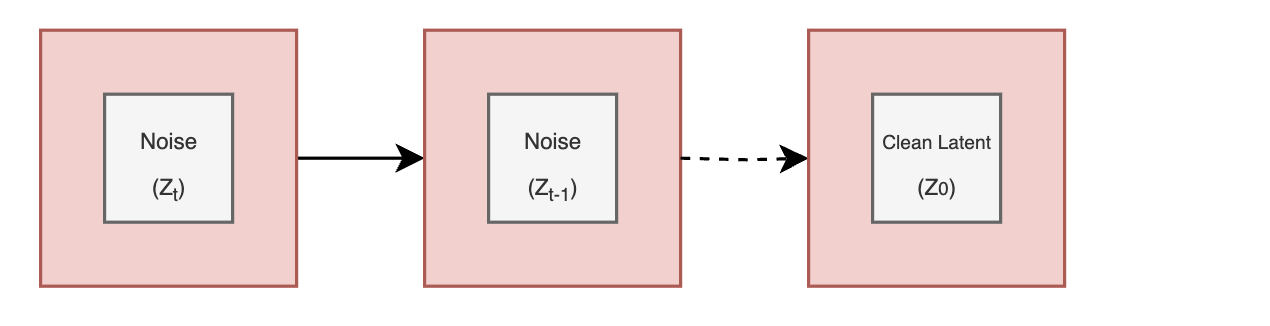 Noise
(Zt)
Noise
(Zt-1)
Clean Latent
(Z0)